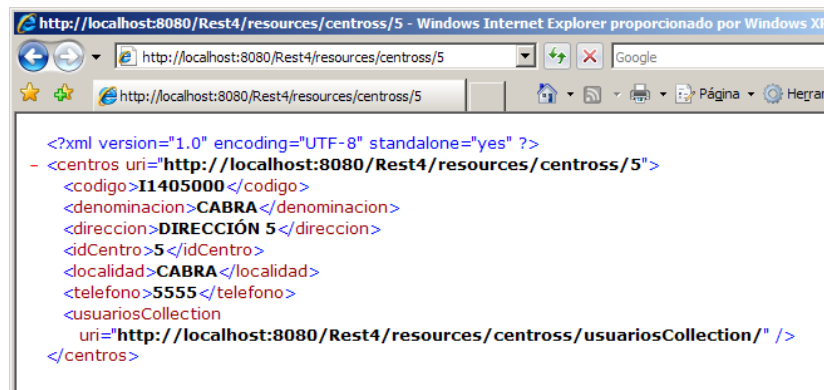 http://localhost:8080/Rest4/resources/centross/5 - Windows Internet Explorer proporcionado por Windows XP
http://localhost:8080/Rest4/resources/centross/5 Google
http://localhost:8080/Rest4/resources/centross/5 Página
<?xml version="1.0" encoding="UTF-8" standalone="yes" ?>
- <centros uri="http://localhost:8080/Rest4/resources/centross/5">
<codigo>I1405000</codigo>
<denominacion>CABRA</denominacion>
<direccion>DIRECCIÓN 5</direccion>
<idCentro>5</idCentro>
<localidad>CABRA</localidad>
<telefono>5555</telefono>
<usuariosCollection
uri="http://localhost:8080/Rest4/resources/centross/usuariosCollection/" />
</centros>